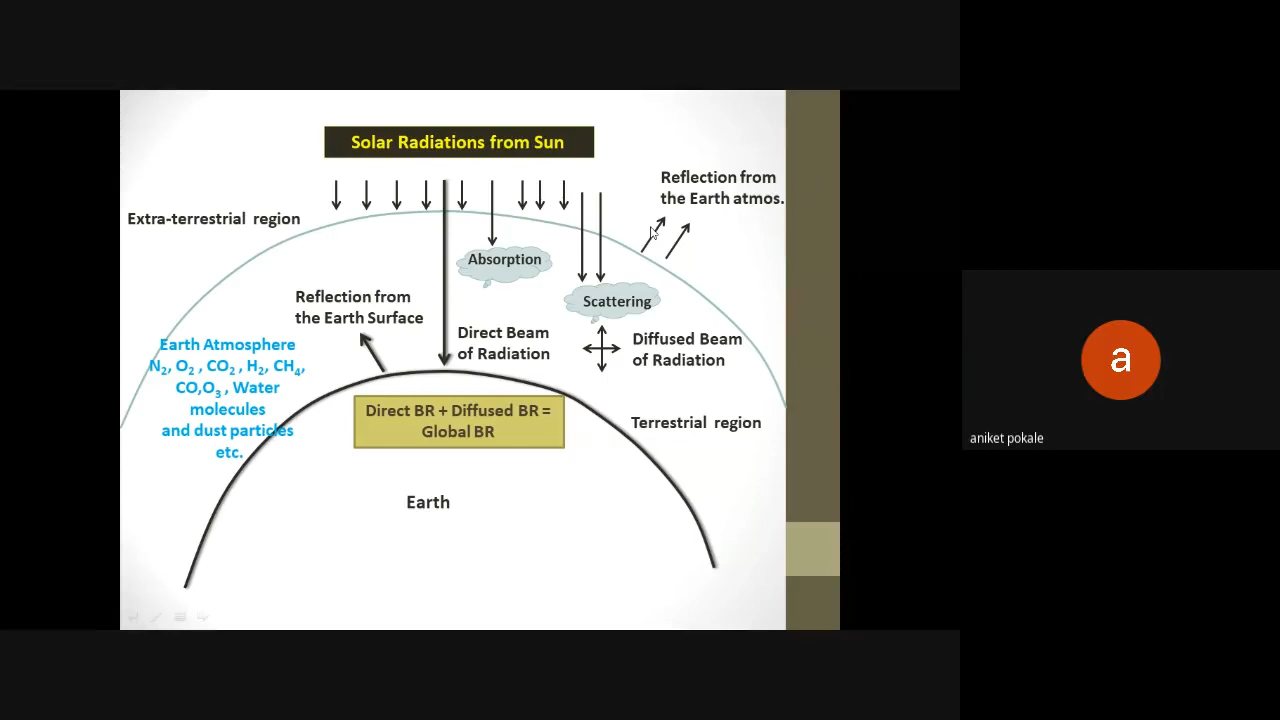 Solar Radiations from Sun
Reflection from
the Earth atmos.
Extra-terrestrial region
Absorption
Reflection from
the Earth Surface
Scattering
Direct Beam
of Radiation
Diffused Beam
of Radiation
Earth Atmosphere
N₂, O₂ , CO₂ , H₂, CH₄,
CO,O₃ , Water
molecules
and dust particles
etc.
Direct BR + Diffused BR =
Global BR
Terrestrial region
Earth
a
aniket pokale